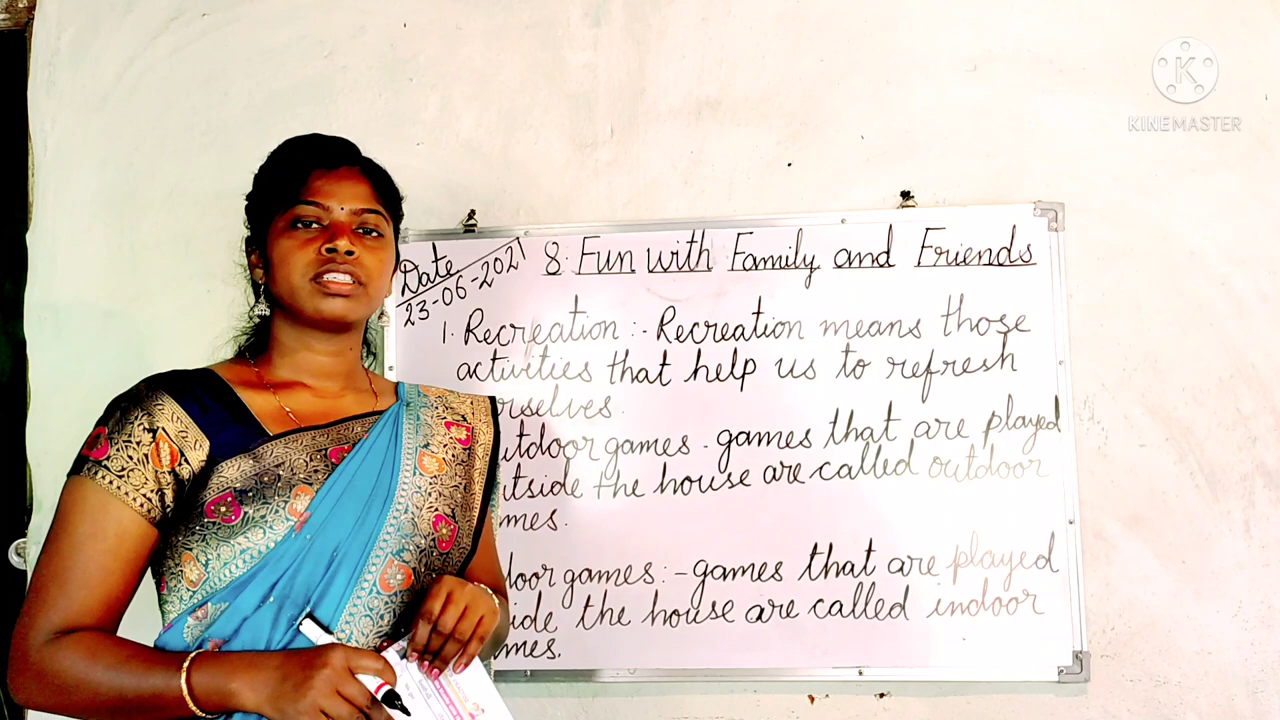 KINEMASTER
Date
23-06-2021
8. Fun with Family and Friends
1. Recreation :- Recreation means those
activities that help us to refresh
rselves.
utdoor games - games that are played
tside the house are called outdoor
mes.
door games :- games that are played
ide the house are called indoor
mes.